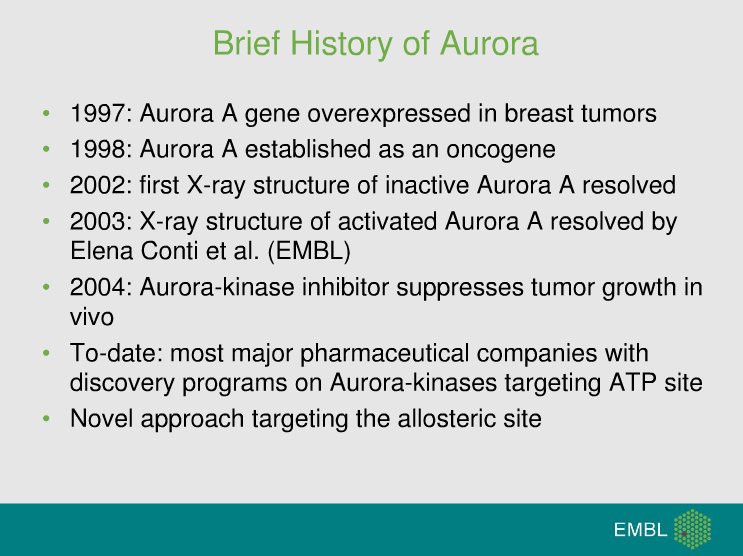 Brief History of Aurora
• 1997: Aurora A gene overexpressed in breast tumors
• 1998: Aurora A established as an oncogene
• 2002: first X-ray structure of inactive Aurora A resolved
• 2003: X-ray structure of activated Aurora A resolved by
Elena Conti et al. (EMBL)
• 2004: Aurora-kinase inhibitor suppresses tumor growth in
vivo
• To-date: most major pharmaceutical companies with
discovery programs on Aurora-kinases targeting ATP site
• Novel approach targeting the allosteric site
EMBL